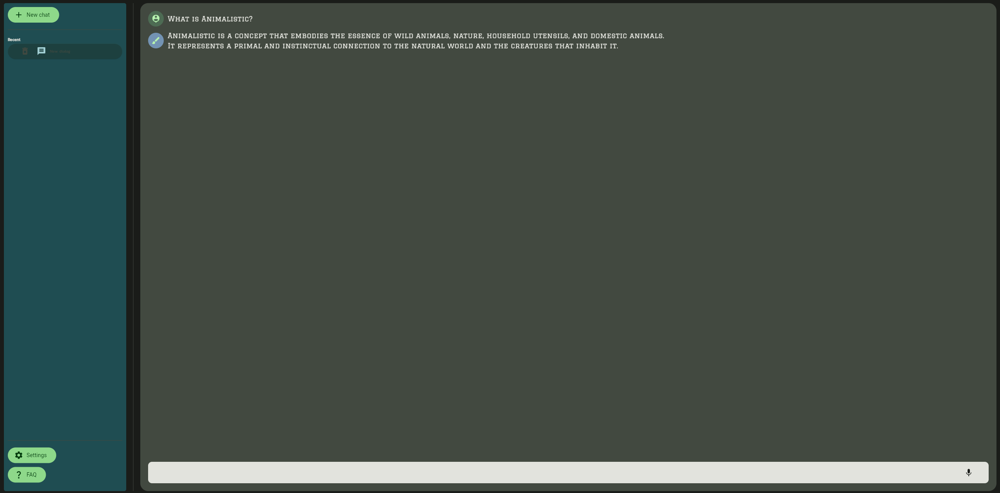 New chat
Recent
New dialog
What is Animalistic?
Animalistic is a concept that embodies the essence of wild animals, nature, household utensils, and domestic animals.
It represents a primal and instinctual connection to the natural world and the creatures that inhabit it.
Settings
FAQ